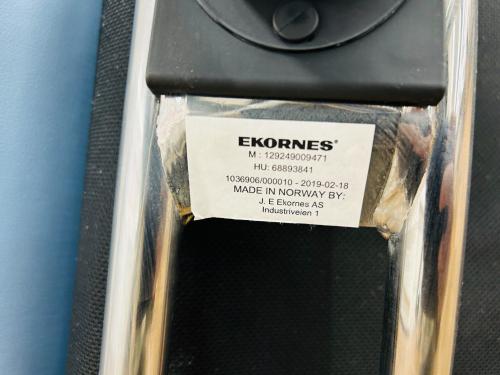 EKORNES®
M : 129249009471
HU: 68893841
1036906/000010 - 2019-02-18
MADE IN NORWAY BY:
J. E Ekornes AS
Industriveien 1